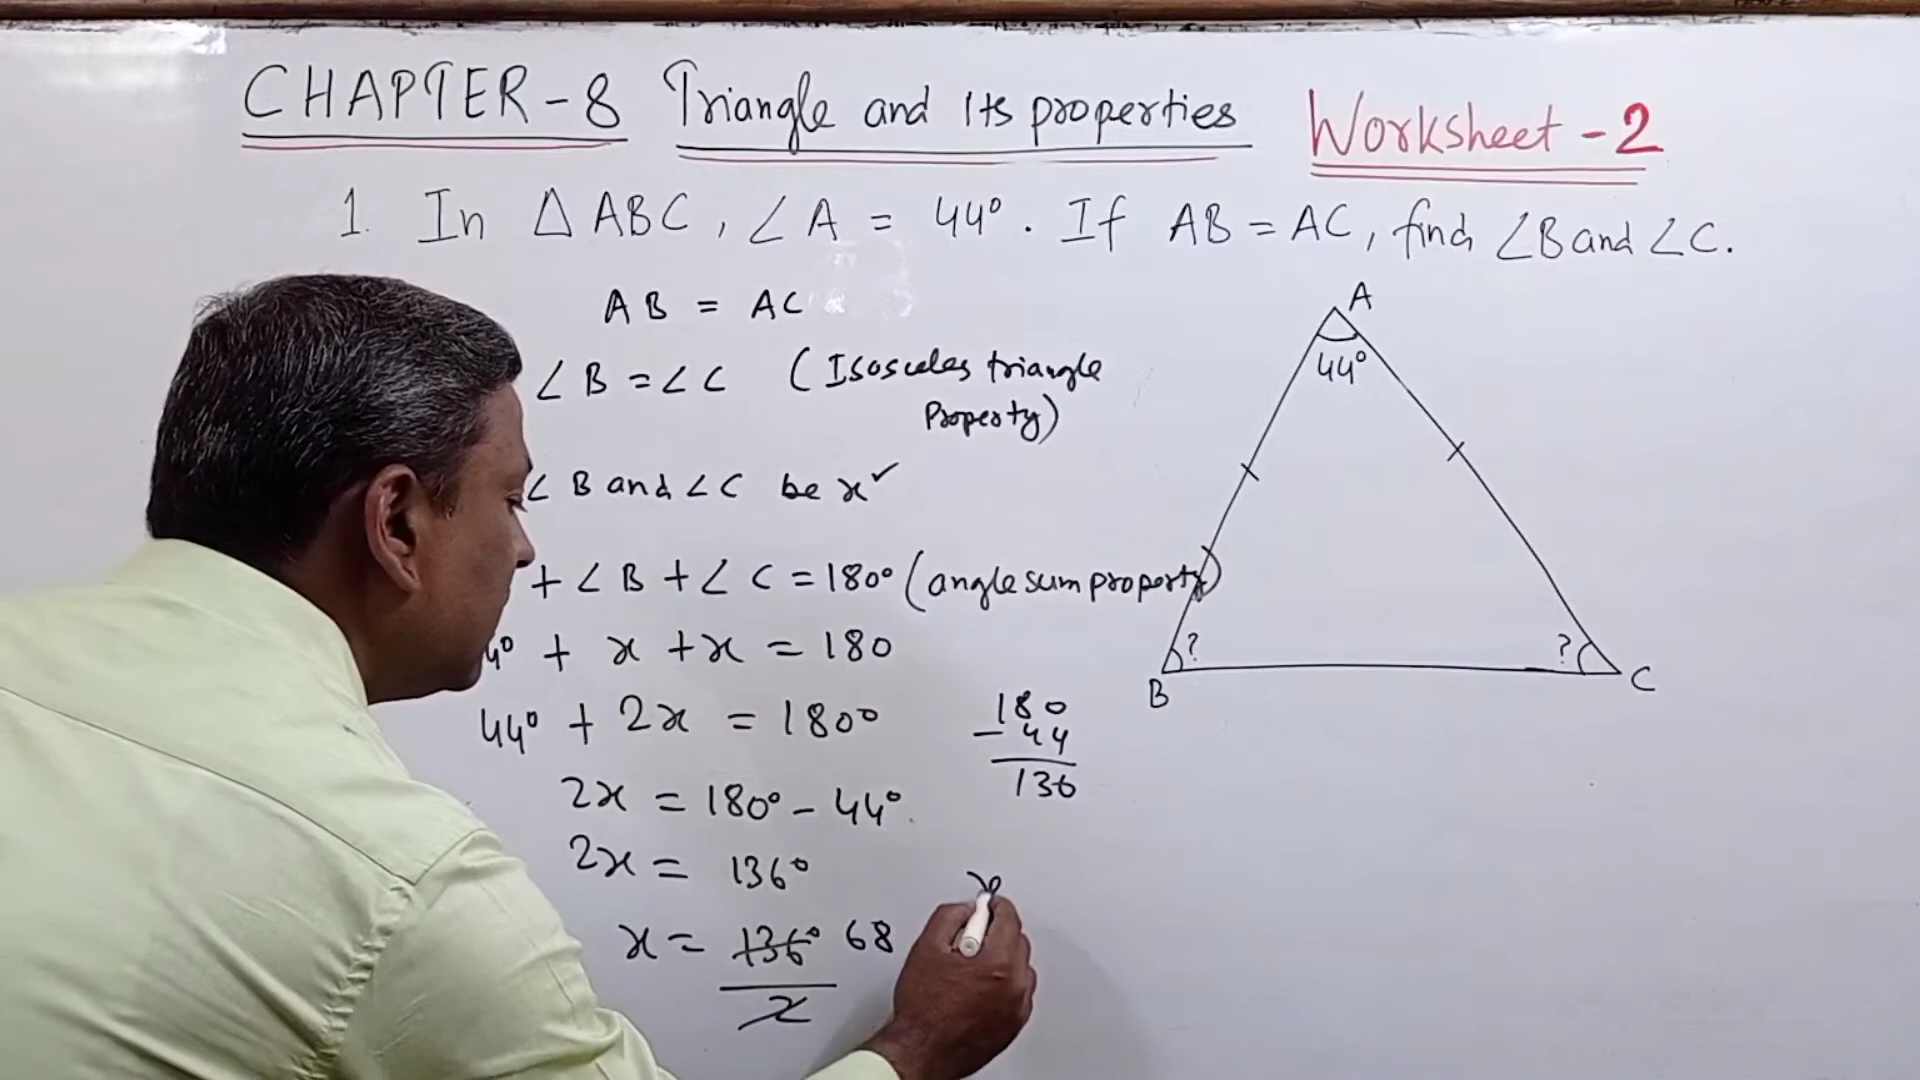 CHAPTER-8 Triangle and Its properties Worksheet-2
1. In △ ABC, ∠A = 44°. If AB = AC, find ∠B and ∠C.
AB = AC
∠B = ∠C (Isosceles triangle
Property)
∠B and ∠C be x ✓
+ ∠B + ∠C = 180° (angle sum property)
4° + x + x = 180
44° + 2x = 180°
2x = 180° - 44°
2x = 136°
x = 136° 68
2
180
- 44
136
A
44°
?
?
B
C